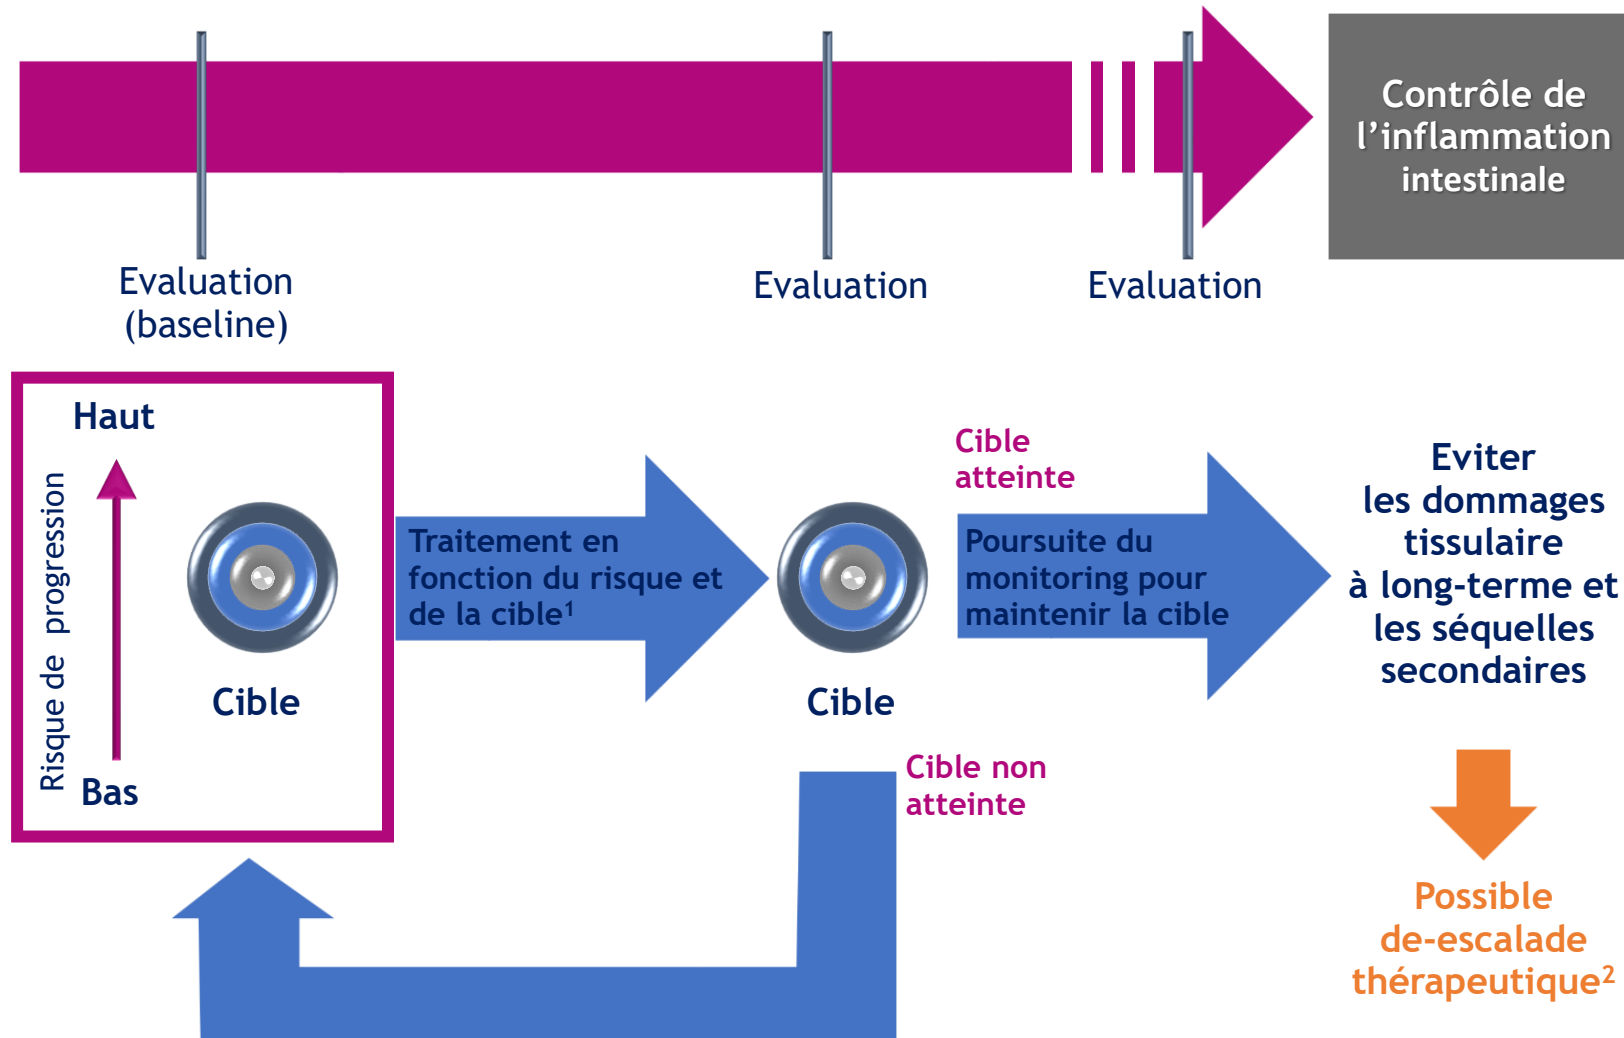 Contrôle de
l’inflammation
intestinale
Evaluation
(baseline)
Evaluation
Evaluation
Haut
Risque de progression
Bas
Cible
Traitement en
fonction du risque et
de la cible¹
Cible
Cible
atteinte
Poursuite du
monitoring pour
maintenir la cible
Cible non
atteinte
Eviter
les dommages
tissulaire
à long-terme et
les séquelles
secondaires
Possible
de-escalade
thérapeutique²